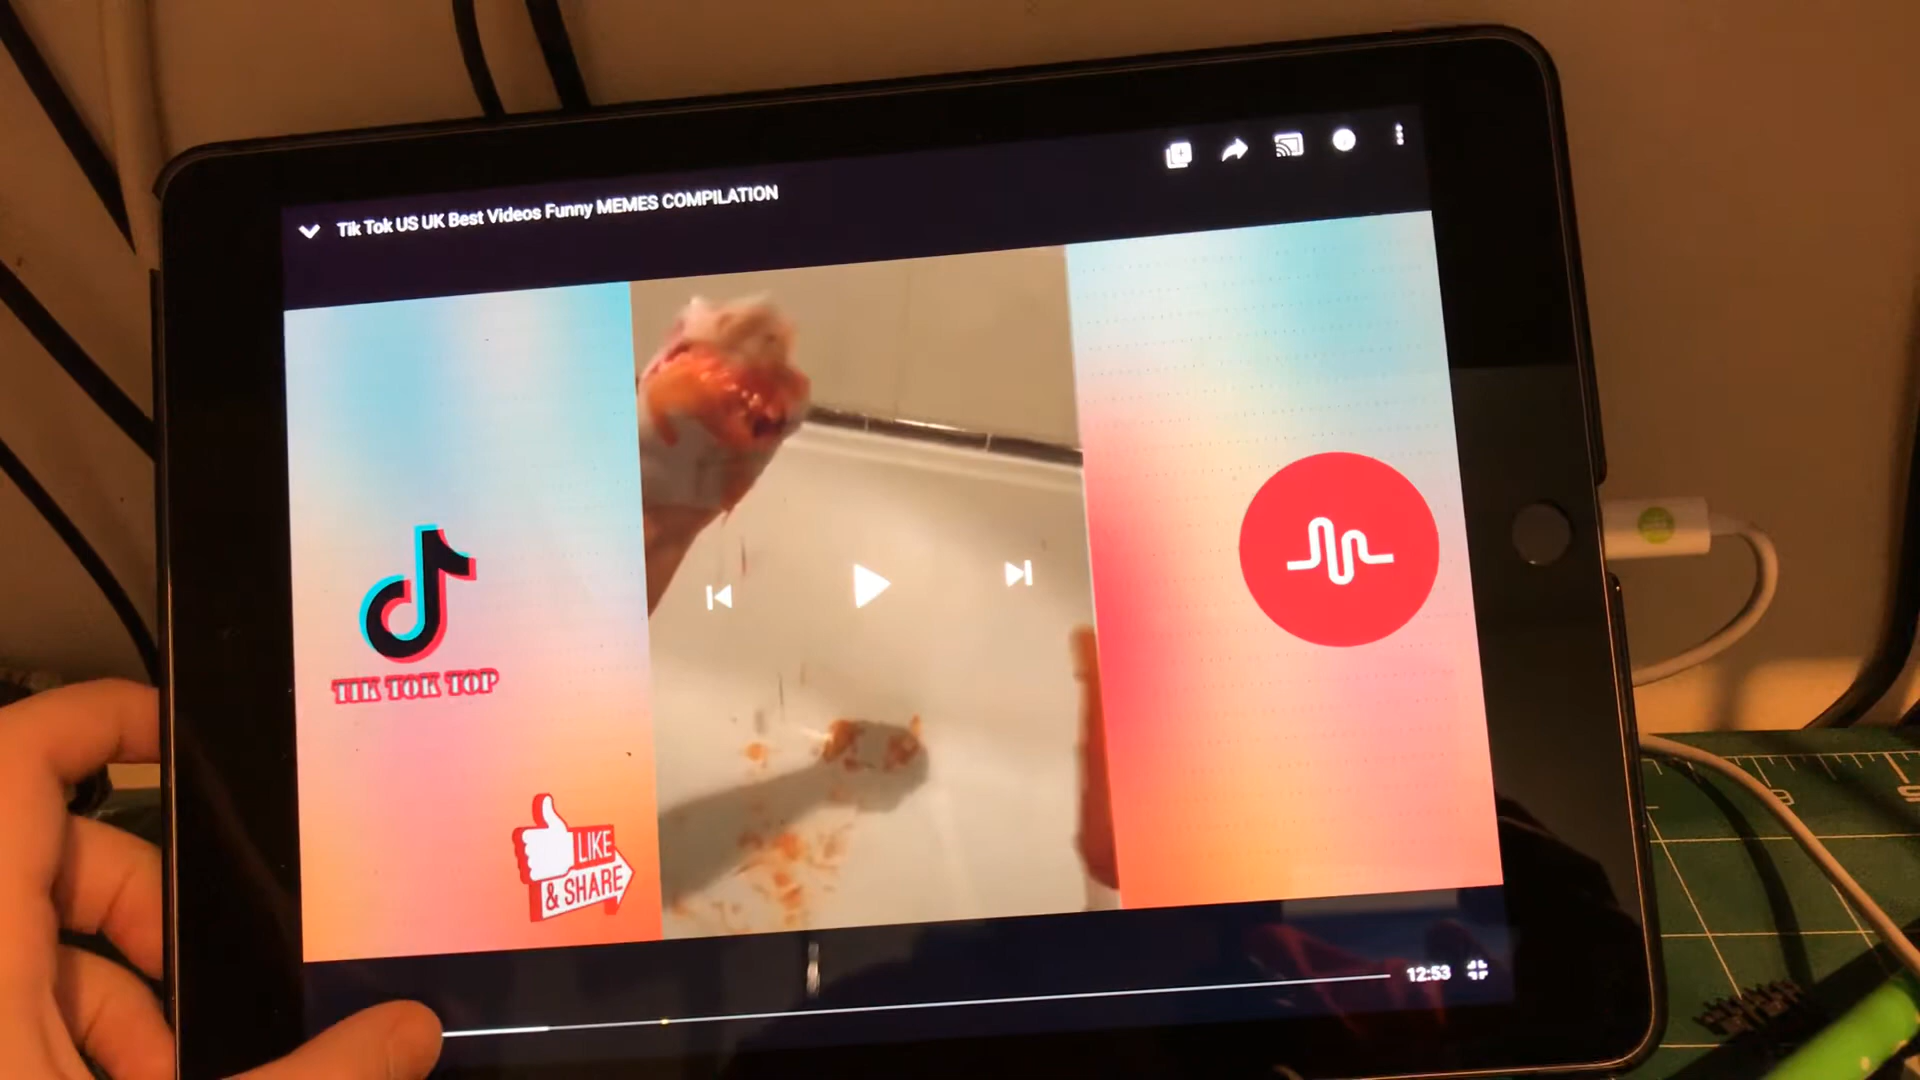 Tik Tok US UK Best Videos Funny MEMES COMPILATION
TIK TOK TOP
LIKE
& SHARE
12:53